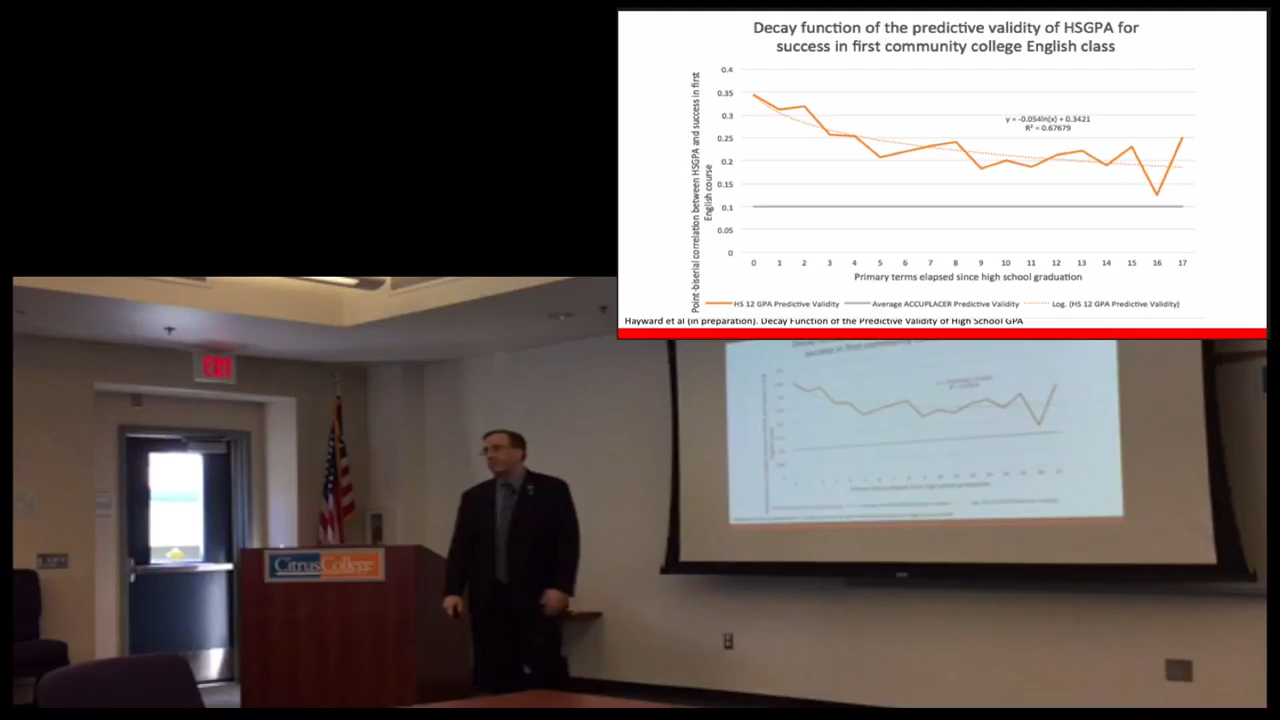 Decay function of the predictive validity of HSGPA for
success in first community college English class
Point-biserial correlation between HSGPA and success in first
English course
0.4
0.35
0.3
0.25
0.2
0.15
0.1
0.05
0
y = -0.054ln(x) + 0.3421
R² = 0.67679
0 1 2 3 4 5 6 7 8 9 10 11 12 13 14 15 16 17
Primary terms elapsed since high school graduation
HS 12 GPA Predictive Validity Average ACCUPLACER Predictive Validity Log. (HS 12 GPA Predictive Validity)
Hayward et al (in preparation). Decay Function of the Predictive Validity of High School GPA
EXIT
CitrusCollege